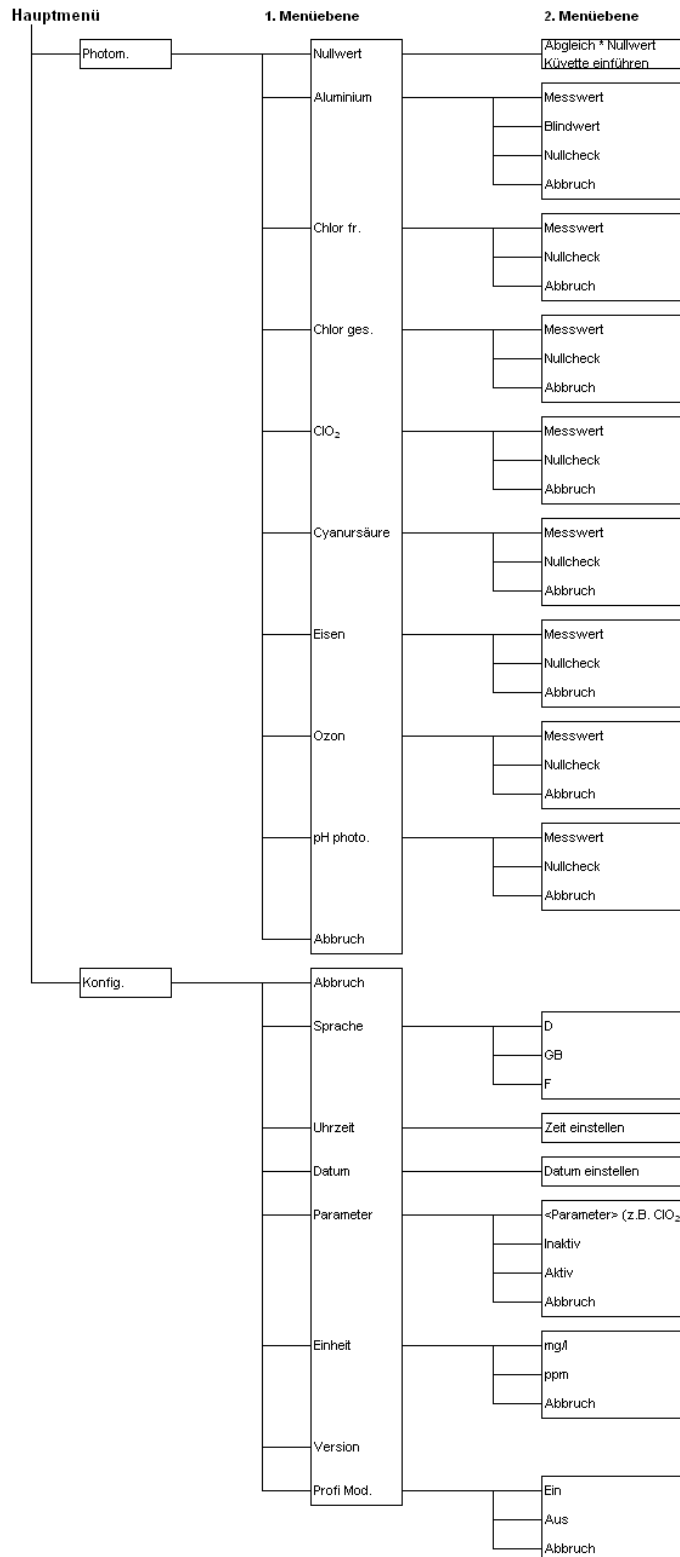 Hauptmenü 1. Menüebene 2. Menüebene
Photom. Nullwert Abgleich * Nullwert
Küvette einführen
Aluminium Messwert
Blindwert
Nullcheck
Abbruch
Chlor fr. Messwert
Nullcheck
Abbruch
Chlor ges. Messwert
Nullcheck
Abbruch
ClO₂ Messwert
Nullcheck
Abbruch
Cyanursäure Messwert
Nullcheck
Abbruch
Eisen Messwert
Nullcheck
Abbruch
Ozon Messwert
Nullcheck
Abbruch
pH photo. Messwert
Nullcheck
Abbruch
Abbruch
Konfig. Abbruch
Sprache D
GB
F
Uhrzeit Zeit einstellen
Datum Datum einstellen
Parameter <Parameter> (z.B. ClO₂
Inaktiv
Aktiv
Abbruch
Einheit mg/l
ppm
Abbruch
Version
Profi Mod. Ein
Aus
Abbruch